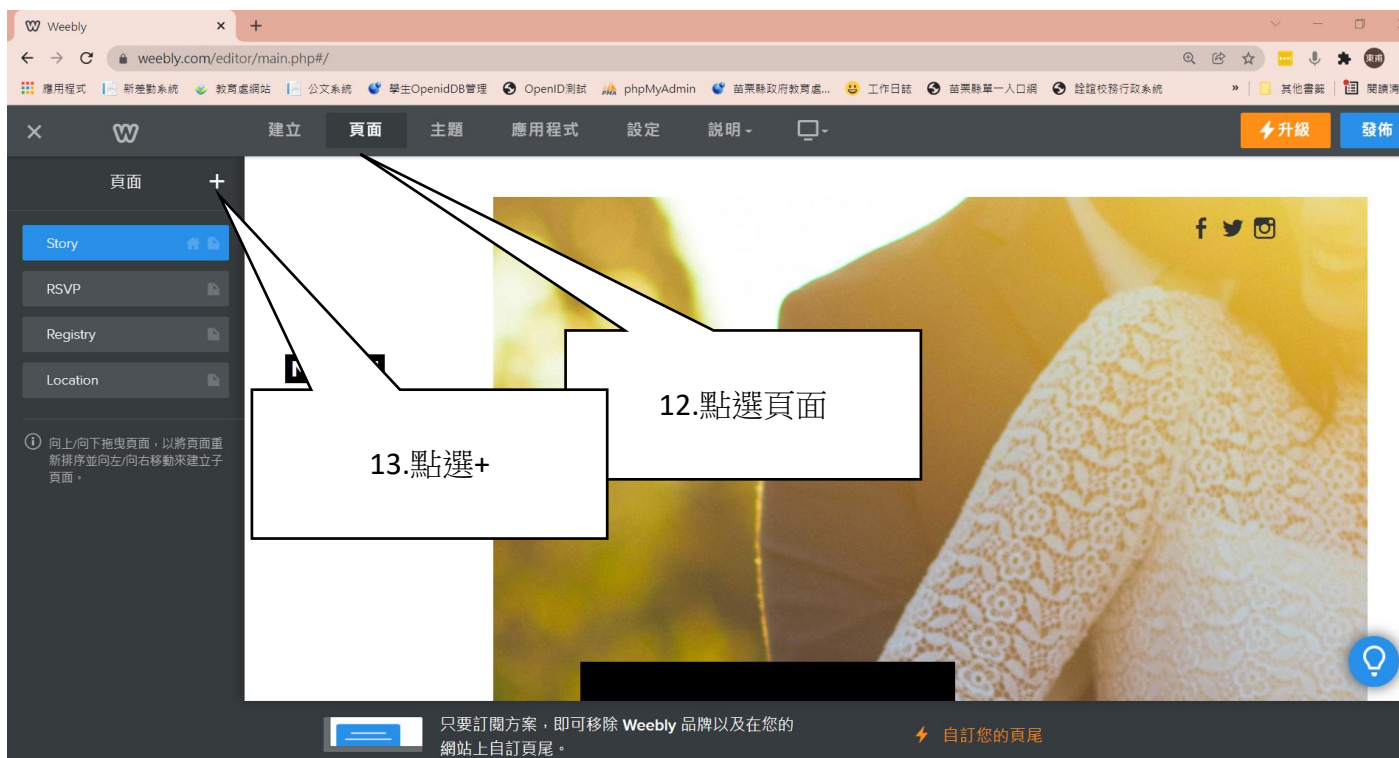 Weebly
weebly.com/editor/main.php#/
東甫
應用程式 新差勤系統 教育處網站 公文系統 學生OpenidDB管理 OpenID測試 phpMyAdmin 苗栗縣政府教育處... 工作日誌 苗栗縣單一入口網 詮誼校務行政系統 » 其他書籤 閱讀清
建立 頁面 主題 應用程式 設定 説明 升級 發佈
頁面 +
Story
RSVP
Registry
Location
向上/向下拖曳頁面，以將頁面重
新排序並向左/向右移動來建立子
頁面。
12.點選頁面
13.點選+
只要訂閱方案，即可移除 Weebly 品牌以及在您的
網站上自訂頁尾。
自訂您的頁尾